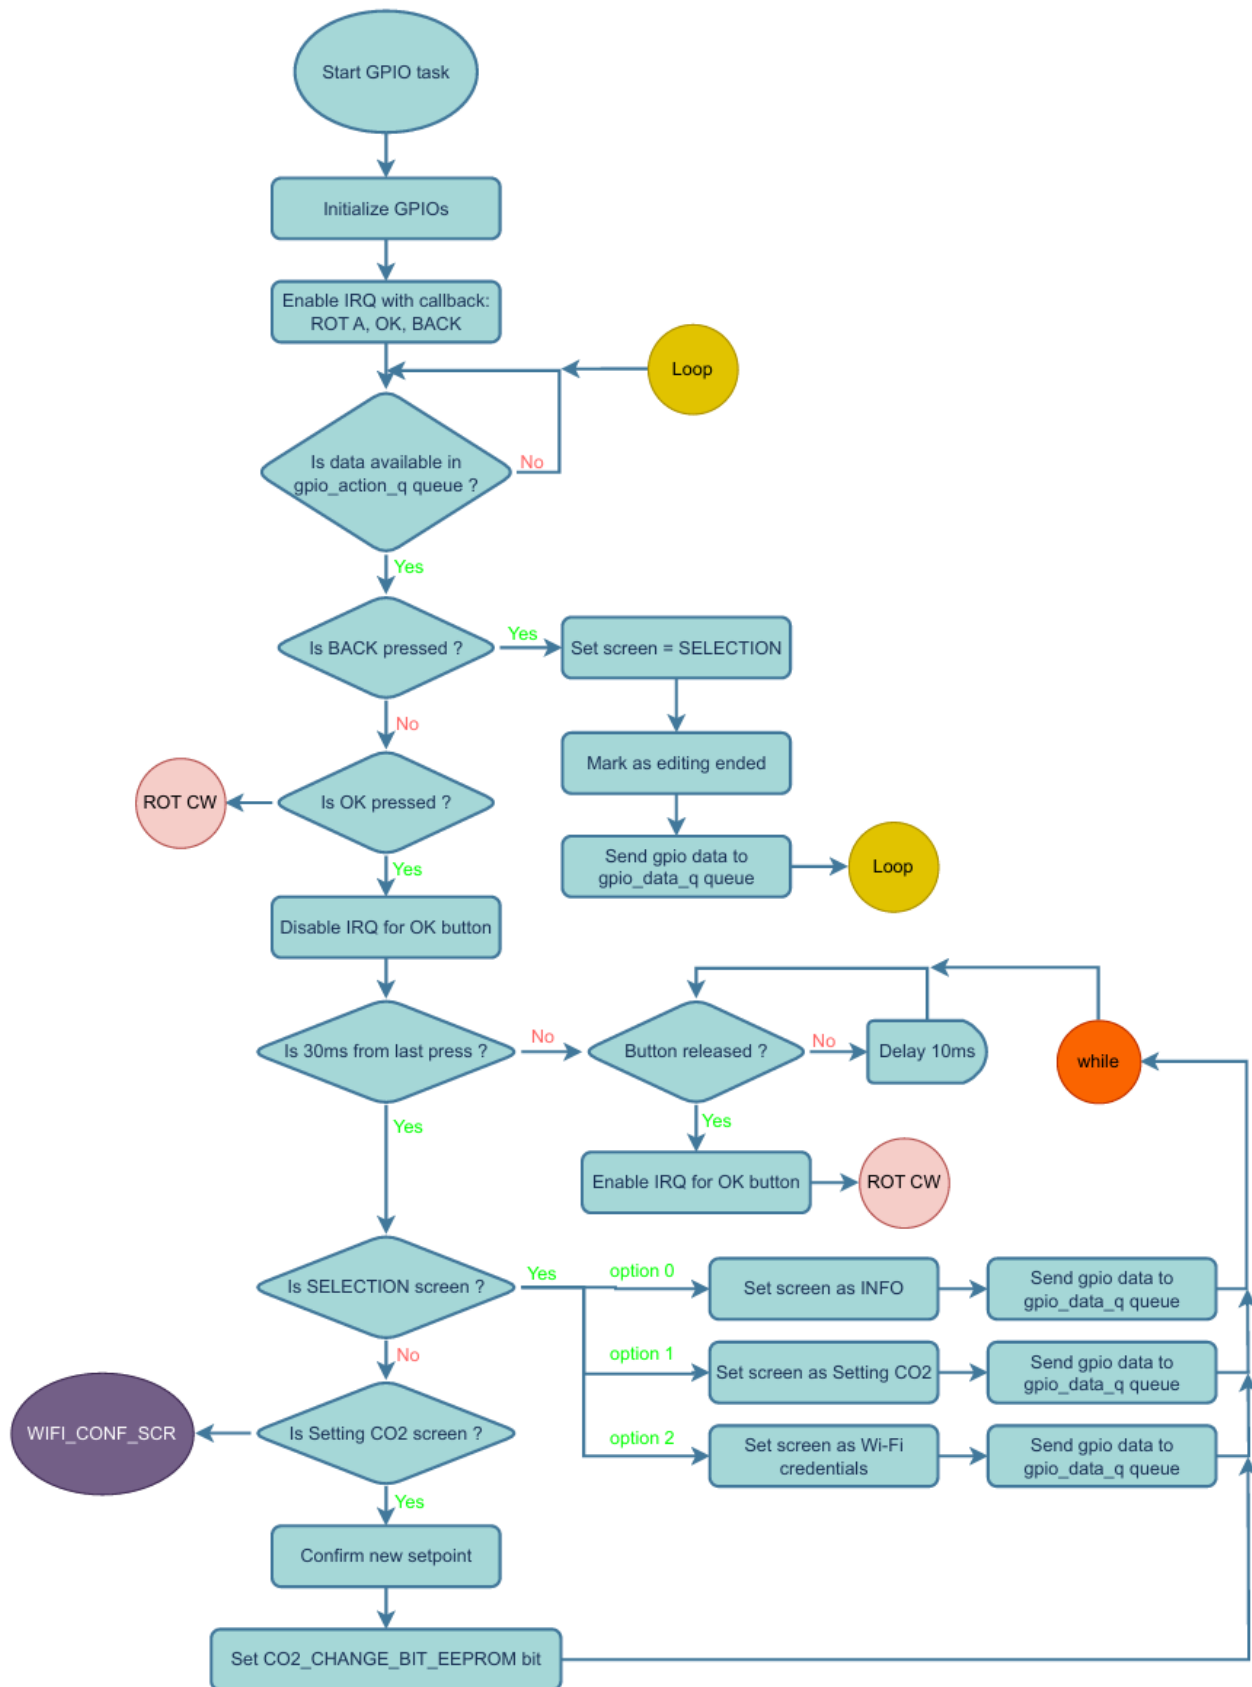 Start GPIO task
Initialize GPIOs
Enable IRQ with callback:
ROT A, OK, BACK
Loop
Is data available in
gpio_action_q queue ?
No
Yes
Is BACK pressed ?
Yes
Set screen = SELECTION
No
Mark as editing ended
ROT CW
Is OK pressed ?
Send gpio data to
gpio_data_q queue
Loop
Yes
Disable IRQ for OK button
Is 30ms from last press ?
No
Button released ?
No
Delay 10ms
while
Yes
Yes
Enable IRQ for OK button
ROT CW
Is SELECTION screen ?
Yes
option 0
Set screen as INFO
Send gpio data to
gpio_data_q queue
No
option 1
Set screen as Setting CO2
Send gpio data to
gpio_data_q queue
WIFI_CONF_SCR
Is Setting CO2 screen ?
option 2
Set screen as Wi-Fi
credentials
Send gpio data to
gpio_data_q queue
Yes
Confirm new setpoint
Set CO2_CHANGE_BIT_EEPROM bit